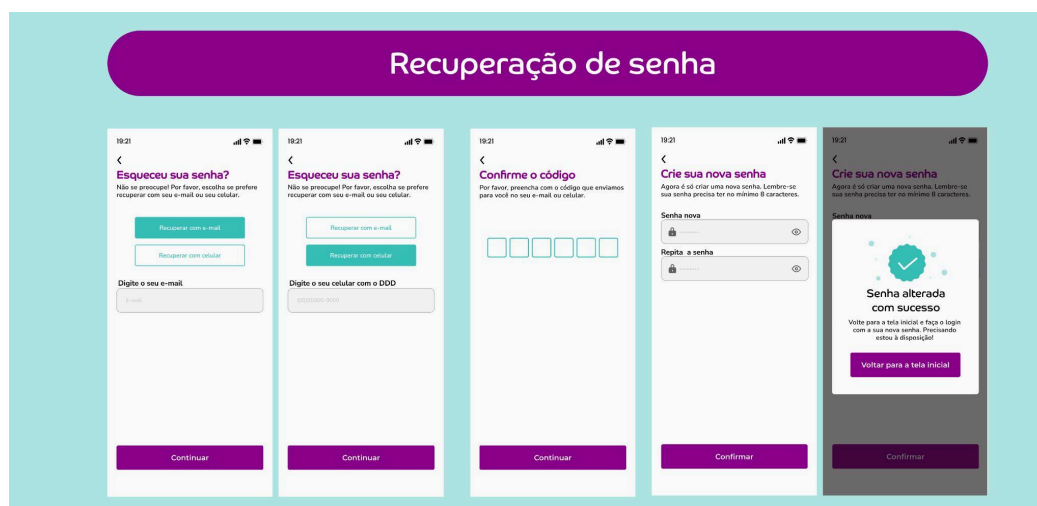 Recuperação de senha
19:21
Esqueceu sua senha?
Não se preocupe! Por favor, escolha se prefere
recuperar com seu e-mail ou seu celular.
Recuperar com e-mail
Recuperar com celular
Digite o seu e-mail
E-mail
Continuar
19:21
Esqueceu sua senha?
Não se preocupe! Por favor, escolha se prefere
recuperar com seu e-mail ou seu celular.
Recuperar com e-mail
Recuperar com celular
Digite o seu celular com o DDD
Continuar
19:21
Confirme o código
Por favor, preencha com o código que enviamos
para você no seu e-mail ou celular.
Continuar
19:21
Crie sua nova senha
Agora é só criar uma nova senha. Lembre-se
sua senha precisa ter no mínimo 8 caracteres.
Senha nova
Repita a senha
Confirmar
19:21
Crie sua nova senha
Agora é só criar uma nova senha. Lembre-se
sua senha precisa ter no mínimo 8 caracteres.
Senha nova
Senha alterada
com sucesso
Volte para a tela inicial e faça o login
com a sua nova senha. Precisando
estou à disposição!
Voltar para a tela inicial
Confirmar